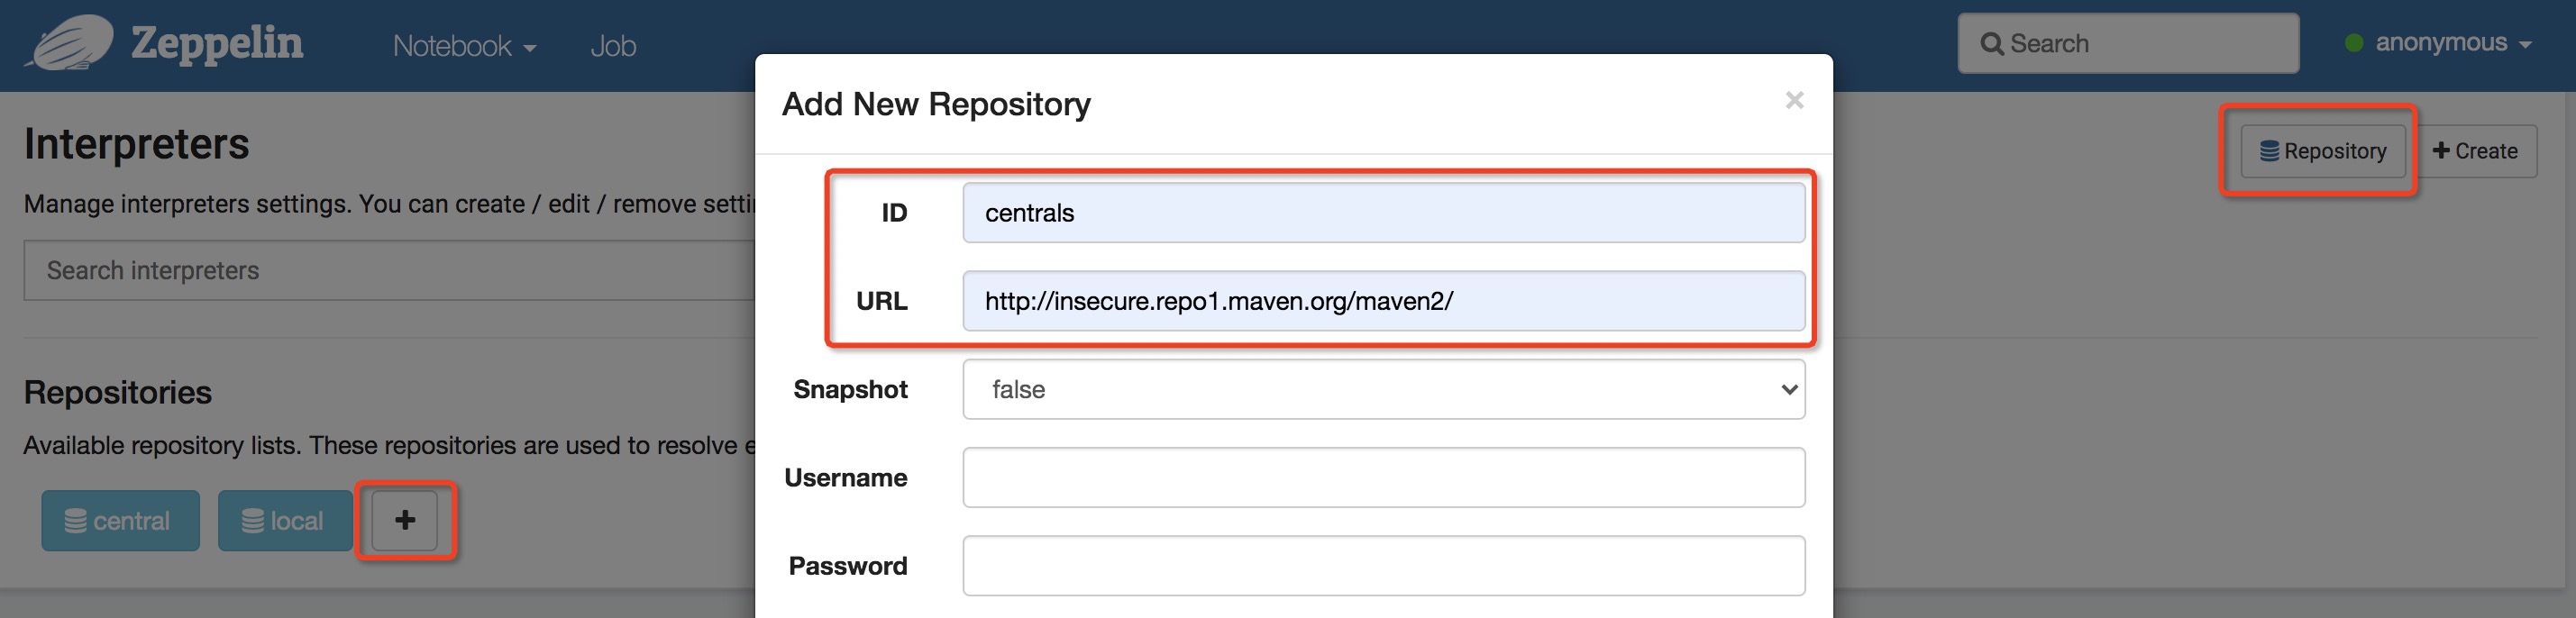 Zeppelin Notebook Job Search anonymous
Add New Repository ×
Interpreters Repository Create
Manage interpreters settings. You can create / edit / remove
ID centrals
Search interpreters
URL http://insecure.repo1.maven.org/maven2/
Snapshot false
Repositories
Available repository lists. These repositories are used to resolve
Username
central local
Password